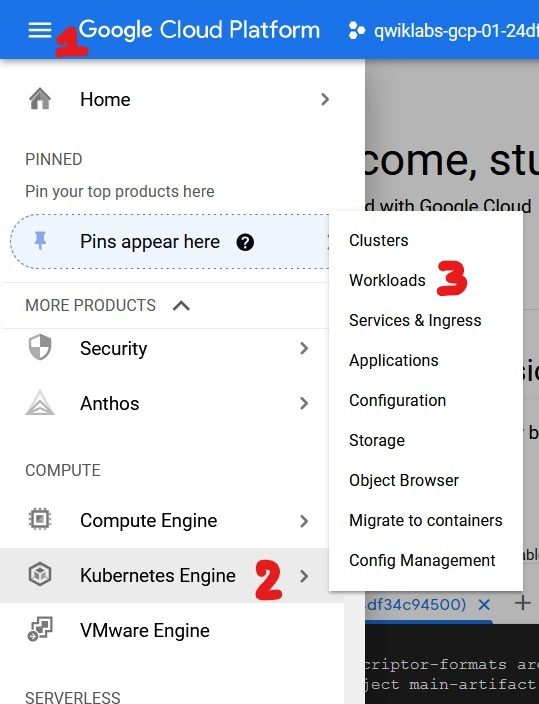 1 Google Cloud Platform qwiklabs-gcp-01-24df
Home
PINNED
Pin your top products here
Pins appear here ?
MORE PRODUCTS
Security
Anthos
COMPUTE
Compute Engine
Kubernetes Engine 2
VMware Engine
SERVERLESS
come, stu
d with Google Cloud
Clusters
Workloads 3
Services & Ingress
Applications
Configuration
Storage
Object Browser
Migrate to containers
Config Management
df34c94500) ✕ +
criptor-formats are
ject main-artifact